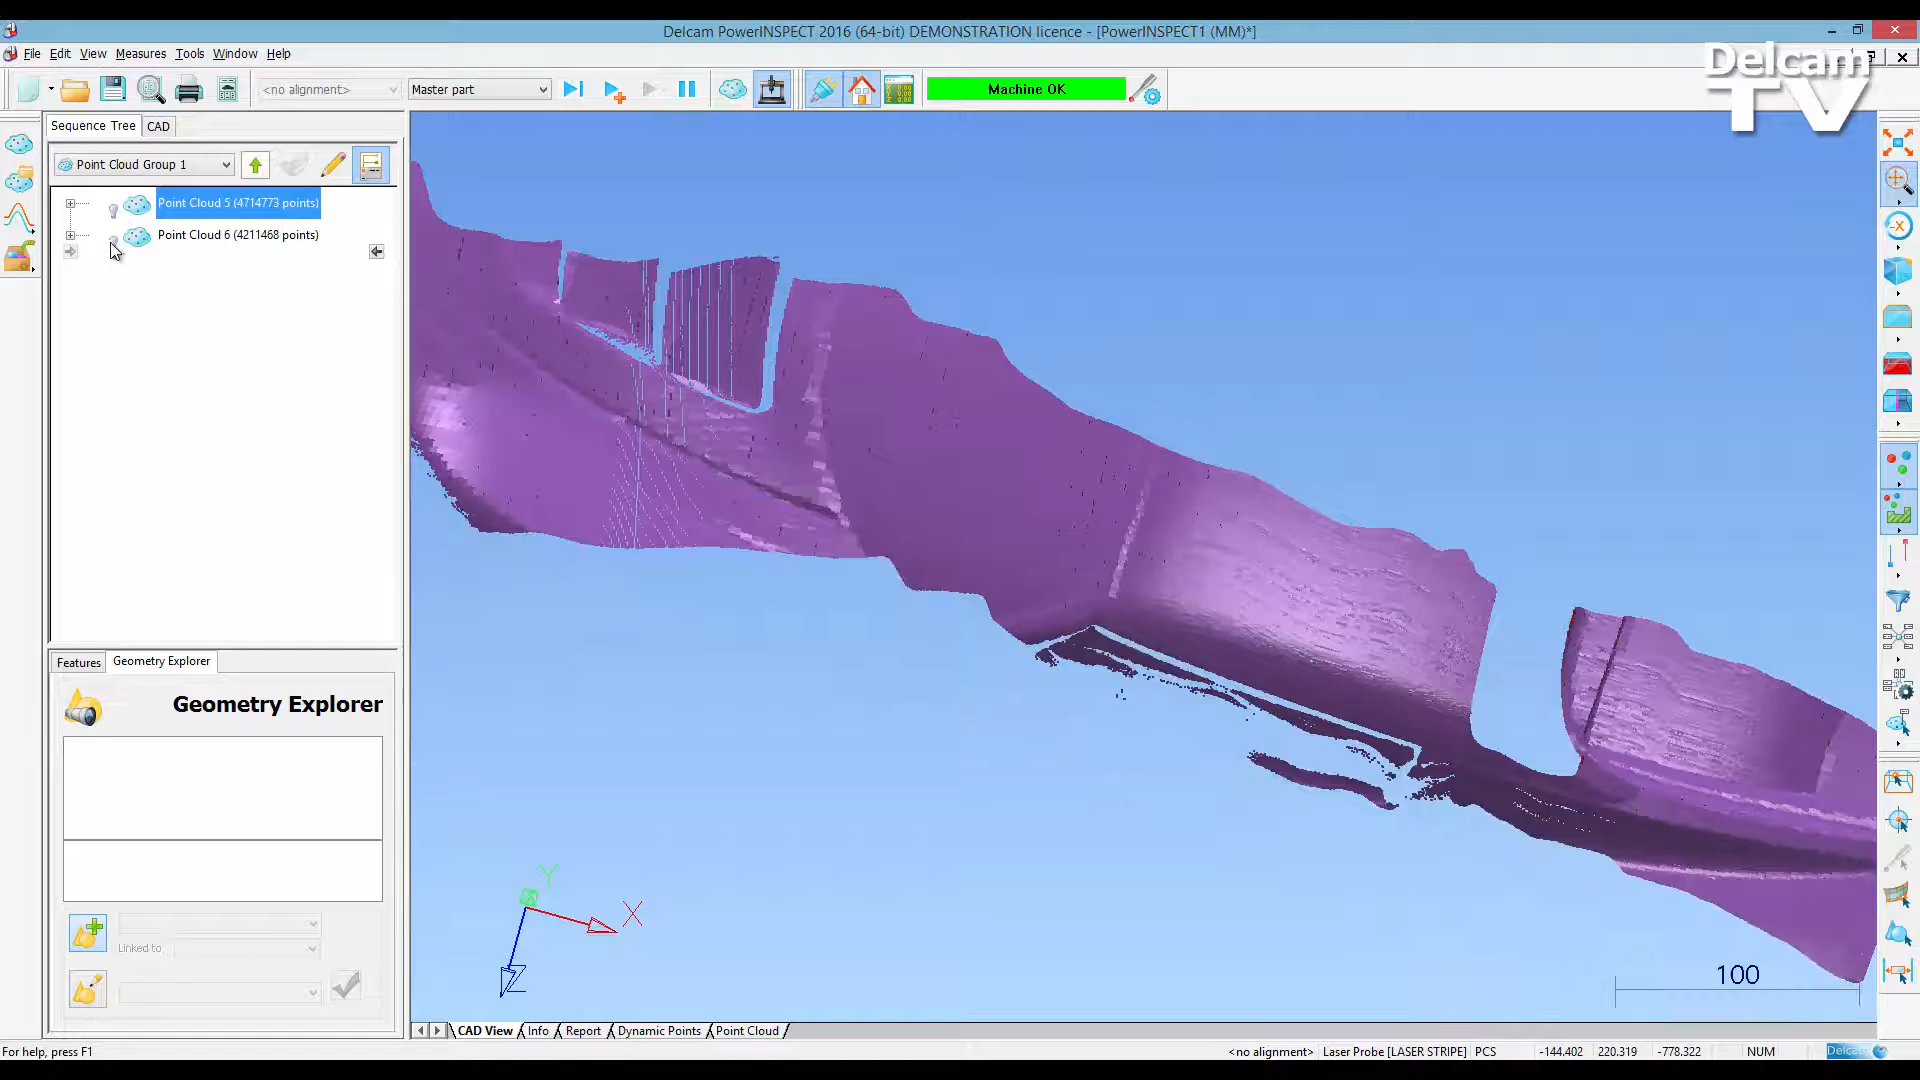 Delcam PowerINSPECT 2016 (64-bit) DEMONSTRATION licence - [PowerINSPECT1 (MM)*]
File Edit View Measures Tools Window Help
Delcam
TV
<no alignment> Master part Machine OK
Sequence Tree CAD
Point Cloud Group 1
Point Cloud 5 (4714773 points)
Point Cloud 6 (4211468 points)
Features Geometry Explorer
Geometry Explorer
Linked to
Y
X
Z
100
CAD View Info Report Dynamic Points Point Cloud
For help, press F1 <no alignment> Laser Probe [LASER STRIPE] PCS -144.402 220.319 -778.322 NUM Delcam